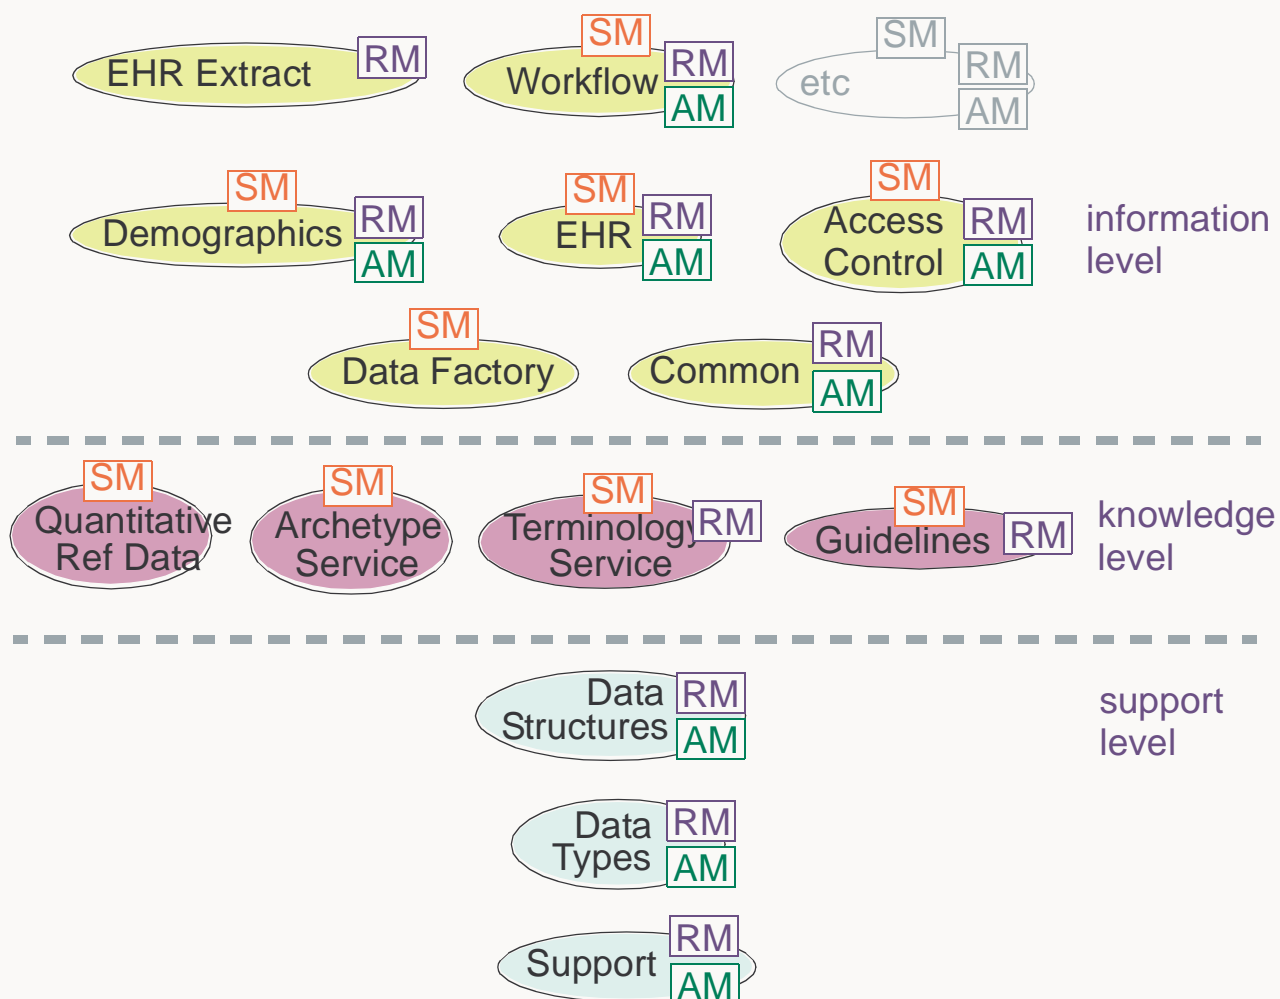 EHR Extract
RM
SM
Workflow
RM
AM
SM
etc
RM
AM
SM
Demographics
RM
AM
SM
EHR
RM
AM
SM
Access
Control
RM
AM
information
level
SM
Data Factory
Common
RM
AM
SM
Quantitative
Ref Data
SM
Archetype
Service
SM
Terminology
Service
RM
SM
Guidelines
RM
knowledge
level
Data
Structures
RM
AM
support
level
Data
Types
RM
AM
Support
RM
AM